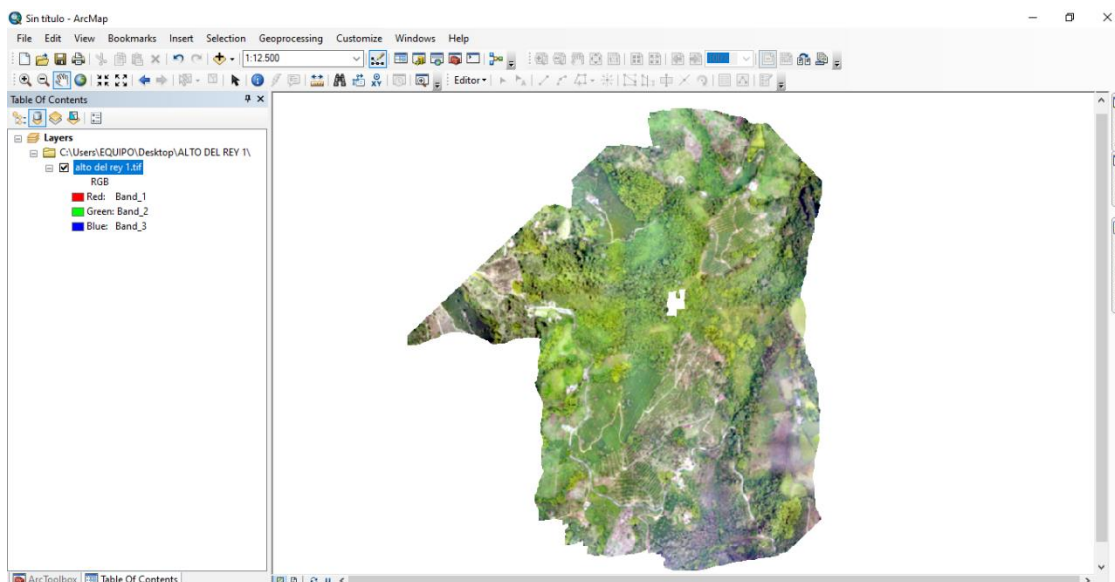 Sin título - ArcMap
File Edit View Bookmarks Insert Selection Geoprocessing Customize Windows Help
1:12.500
Editor
Table Of Contents
Layers
C:\Users\EQUIPO\Desktop\ALTO DEL REY 1\
alto del rey 1.tif
RGB
Red: Band_1
Green: Band_2
Blue: Band_3
ArcToolbox Table Of Contents